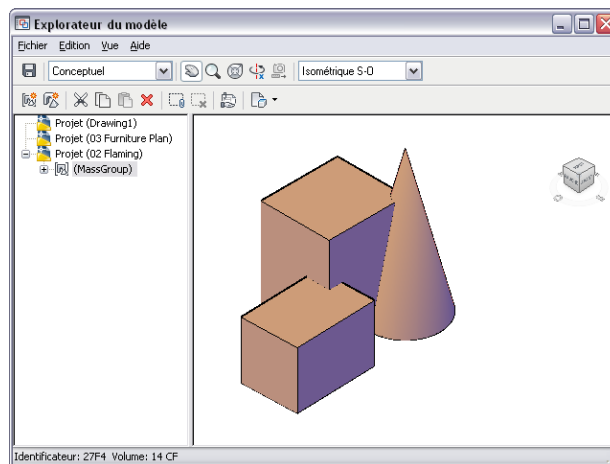 Explorateur du modèle
Fichier Edition Vue Aide
Conceptuel Isométrique S-O
Projet (Drawing1)
Projet (03 Furniture Plan)
Projet (02 Flaming)
(MassGroup)
Identificateur: 27F4 Volume: 14 CF